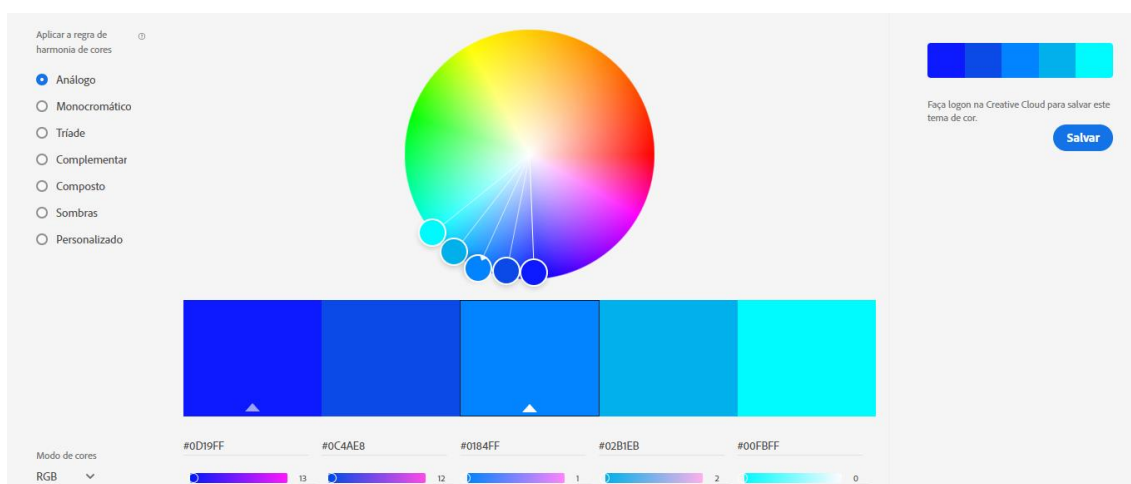 Aplicar a regra de
harmonia de cores
Análogo
Monocromático
Tríade
Complementar
Composto
Sombras
Personalizado
Modo de cores
RGB
#0D19FF
#0C4AE8
#0184FF
#02B1EB
#00FBFF
13
12
1
2
0
Faça logon na Creative Cloud para salvar este
tema de cor.
Salvar